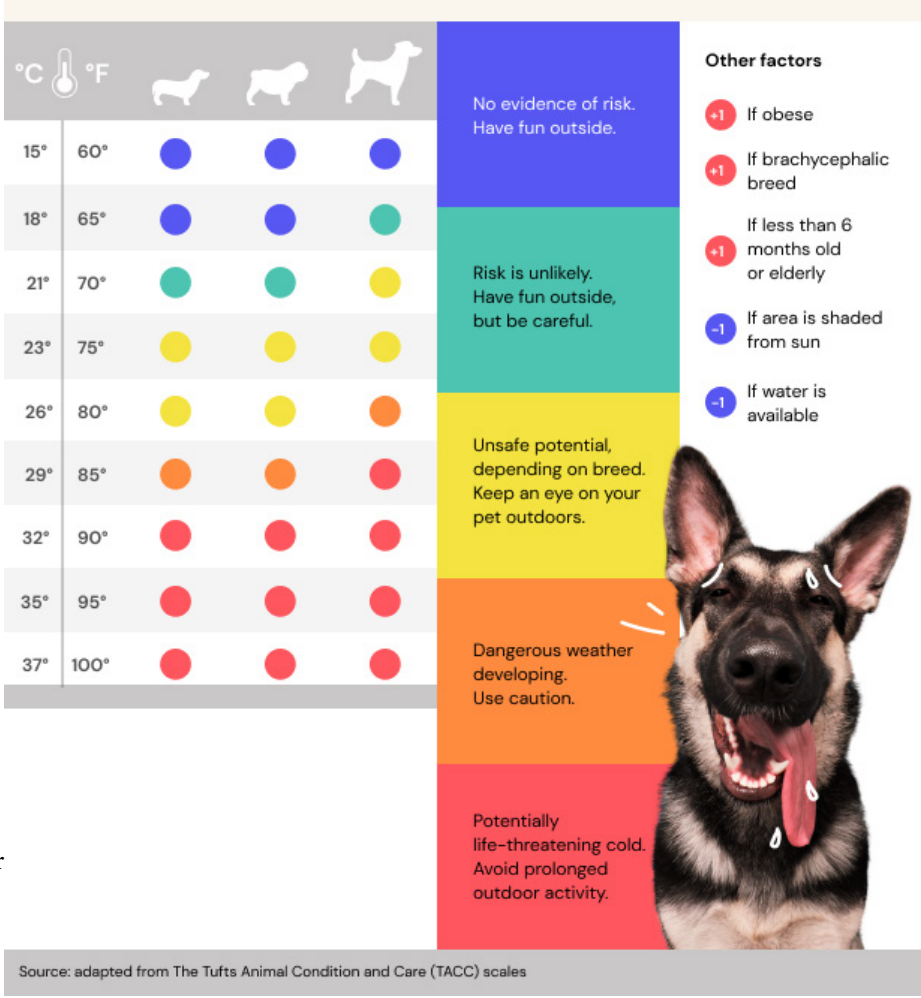 °C °F
15° 60°
18° 65°
21° 70°
23° 75°
26° 80°
29° 85°
32° 90°
35° 95°
37° 100°
No evidence of risk.
Have fun outside.
Risk is unlikely.
Have fun outside,
but be careful.
Unsafe potential,
depending on breed.
Keep an eye on your
pet outdoors.
Dangerous weather
developing.
Use caution.
Potentially
life-threatening cold.
Avoid prolonged
outdoor activity.
Other factors
+1 If obese
+1 If brachycephalic
breed
+1 If less than 6
months old
or elderly
-1 If area is shaded
from sun
-1 If water is
available
r
Source: adapted from The Tufts Animal Condition and Care (TACC) scales